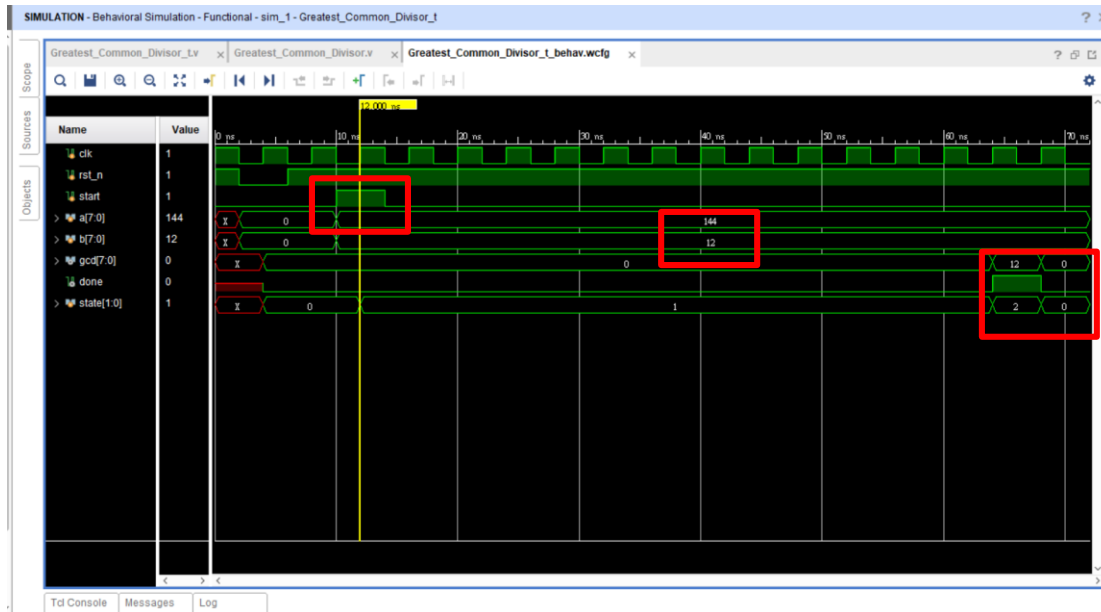 SIMULATION - Behavioral Simulation - Functional - sim_1 - Greatest_Common_Divisor_t ?
Greatest_Common_Divisor_t.v × Greatest_Common_Divisor.v × Greatest_Common_Divisor_t_behav.wcfg × ?
Scope
Sources
Objects
12.000 ns
Name Value
0 ns 10 ns 20 ns 30 ns 40 ns 50 ns 60 ns 70 ns
clk 1
rst_n 1
start 1
a[7:0] 144 X 0 144
b[7:0] 12 X 0 12
gcd[7:0] 0 X 0 12 0
done 0
state[1:0] 1 X 0 1 2 0
Tcl Console Messages Log